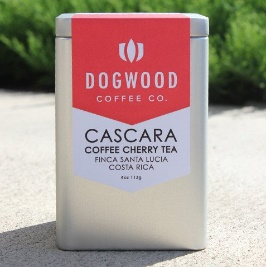 DOGWOOD
COFFEE CO.
CASCARA
COFFEE CHERRY TEA
FINCA SANTA LUCIA
COSTA RICA